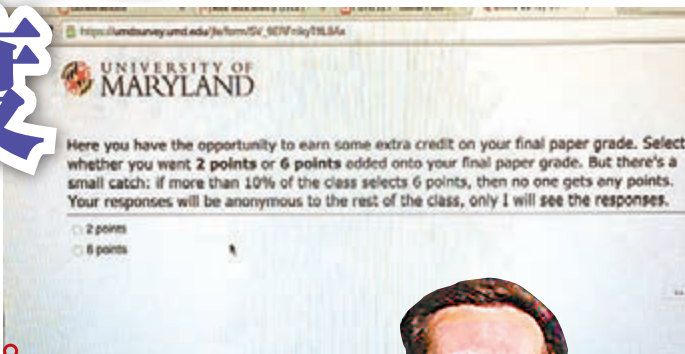 UNIVERSITY OF
MARYLAND
Here you have the opportunity to earn some extra credit on your final paper grade. Select
whether you want 2 points or 6 points added onto your final paper grade. But there's a
small catch: if more than 10% of the class selects 6 points, then no one gets any points.
Your responses will be anonymous to the rest of the class, only I will see the responses.
2 points
6 points